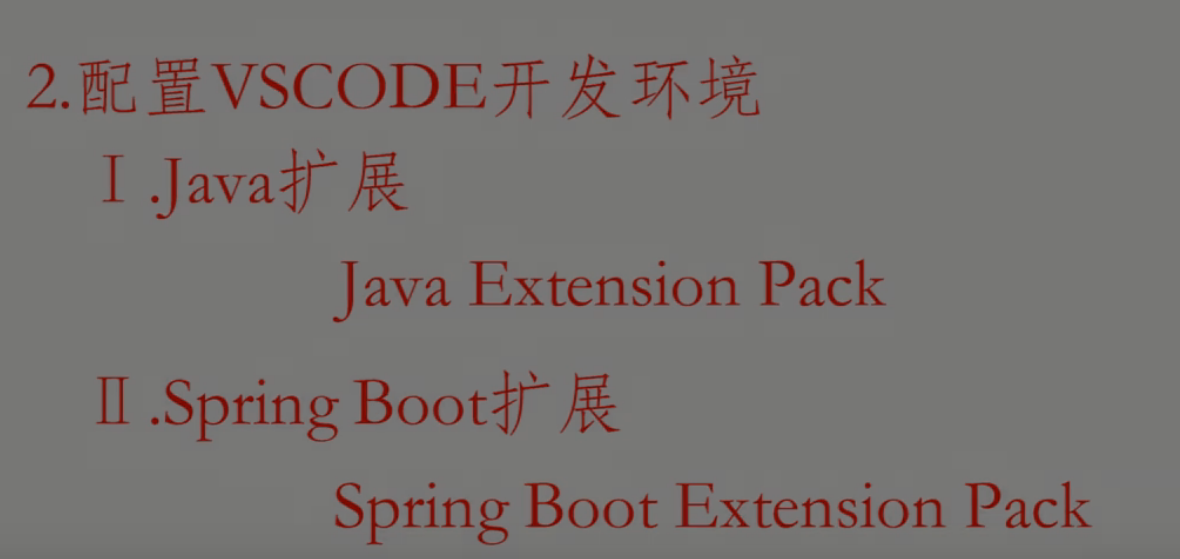 2.配置VSCODE开发环境
Ⅰ.Java扩展
Java Extension Pack
Ⅱ.Spring Boot扩展
Spring Boot Extension Pack